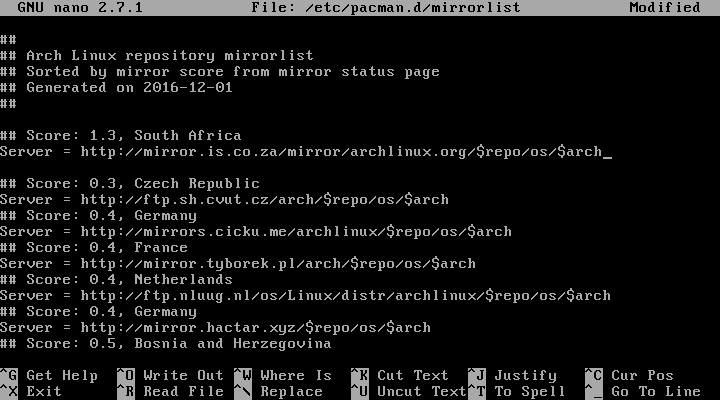 GNU nano 2.7.1 File: /etc/pacman.d/mirrorlist Modified
##
## Arch Linux repository mirrorlist
## Sorted by mirror score from mirror status page
## Generated on 2016-12-01
##
## Score: 1.3, South Africa
Server = http://mirror.is.co.za/mirror/archlinux.org/$repo/os/$arch_
## Score: 0.3, Czech Republic
Server = http://ftp.sh.cvut.cz/arch/$repo/os/$arch
## Score: 0.4, Germany
Server = http://mirrors.cicku.me/archlinux/$repo/os/$arch
## Score: 0.4, France
Server = http://mirror.tyborek.pl/arch/$repo/os/$arch
## Score: 0.4, Netherlands
Server = http://ftp.nluug.nl/os/Linux/distr/archlinux/$repo/os/$arch
## Score: 0.4, Germany
Server = http://mirror.hactar.xyz/$repo/os/$arch
## Score: 0.5, Bosnia and Herzegovina
^G Get Help ^O Write Out ^W Where Is ^K Cut Text ^J Justify ^C Cur Pos
^X Exit ^R Read File ^\ Replace ^U Uncut Text ^T To Spell ^_ Go To Line